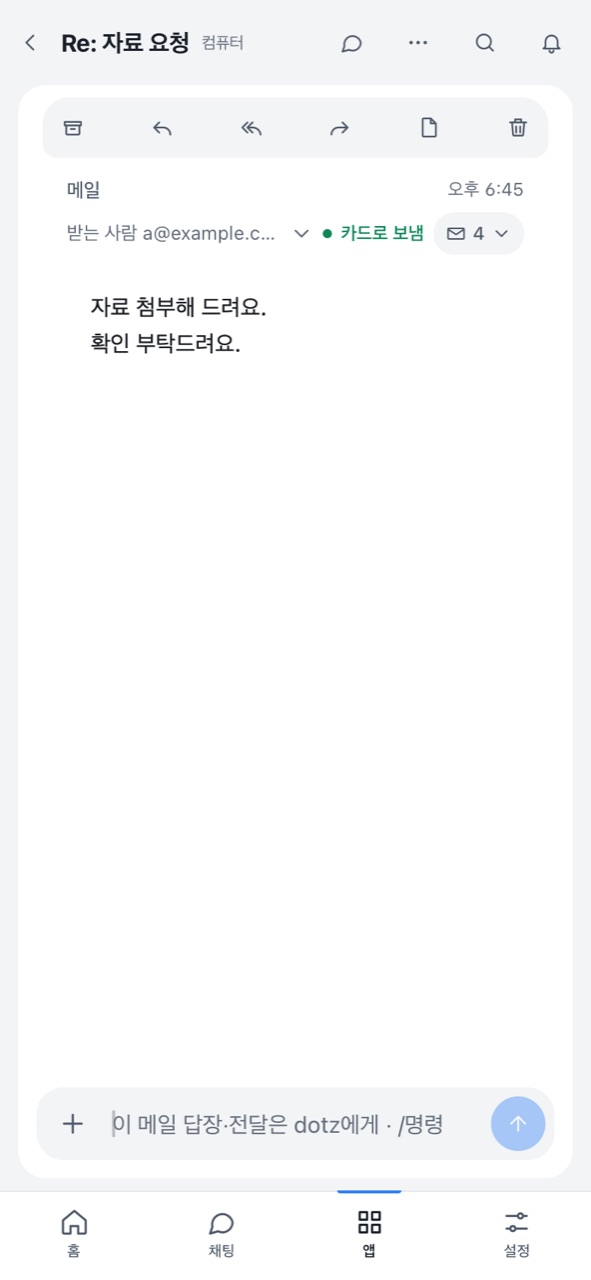 Re: 자료 요청 컴퓨터
메일 오후 6:45
받는 사람 a@example.c... 카드로 보냄 4
자료 첨부해 드려요.
확인 부탁드려요.
이 메일 답장·전달은 dotz에게 · /명령
홈 채팅 앱 설정